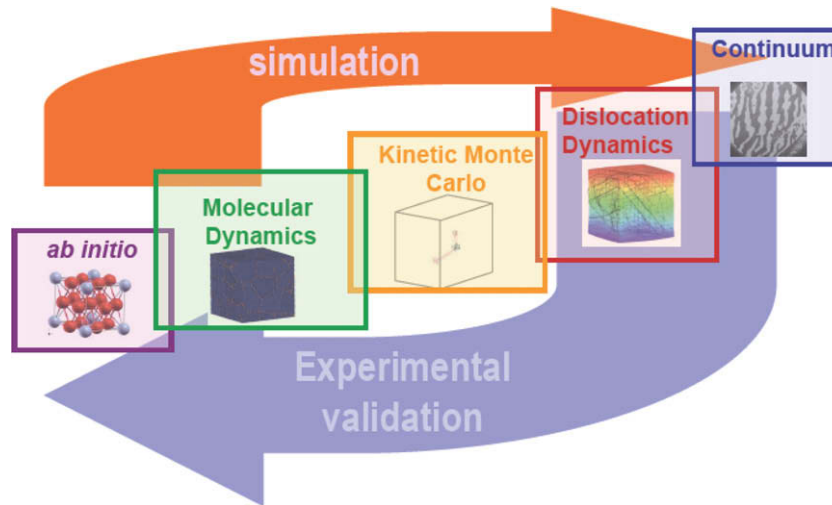 simulation
Continuum
Dislocation
Dynamics
Kinetic Monte
Carlo
Molecular
Dynamics
ab initio
Experimental
validation